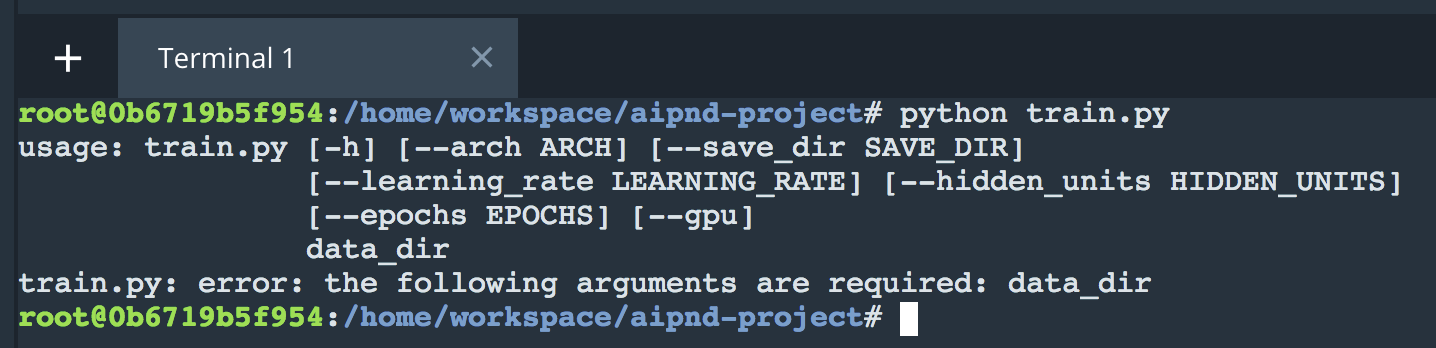 + Terminal 1 ×
root@0b6719b5f954:/home/workspace/aipnd-project# python train.py
usage: train.py [-h] [--arch ARCH] [--save_dir SAVE_DIR]
                [--learning_rate LEARNING_RATE] [--hidden_units HIDDEN_UNITS]
                [--epochs EPOCHS] [--gpu]
                data_dir
train.py: error: the following arguments are required: data_dir
root@0b6719b5f954:/home/workspace/aipnd-project#